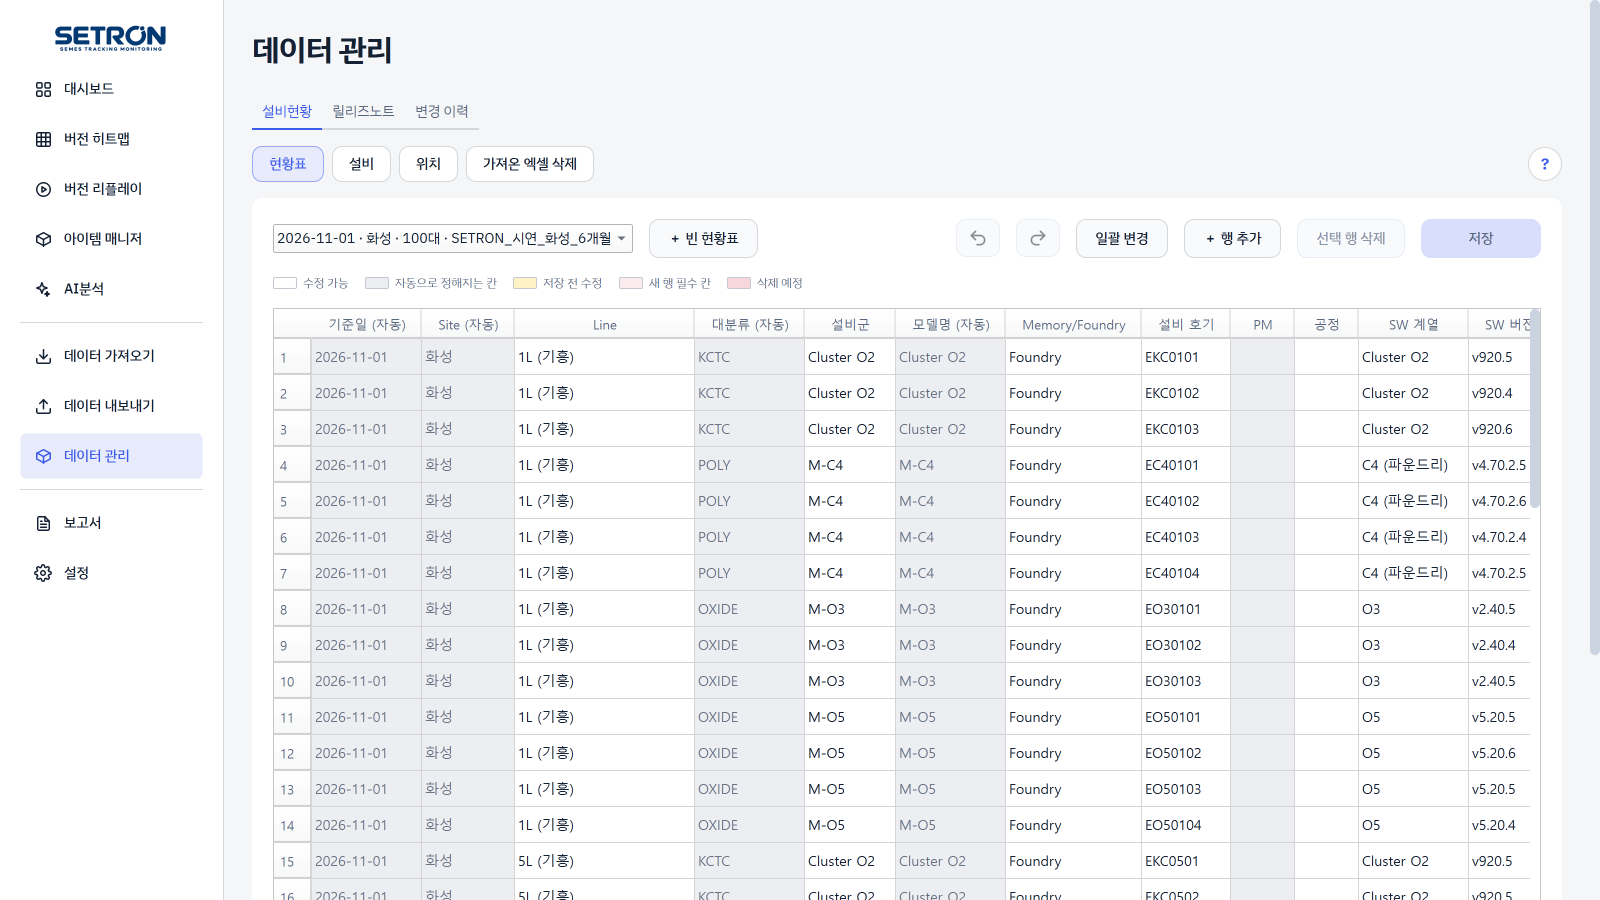 SETRON
SEMES TRACKING MONITORING
대시보드
버전 히트맵
버전 리플레이
아이템 매니저
AI분석
데이터 가져오기
데이터 내보내기
데이터 관리
보고서
설정
데이터 관리
설비현황 릴리즈노트 변경 이력
현황표 설비 위치 가져온 엑셀 삭제 ?
2026-11-01 · 화성 · 100대 · SETRON_시연_화성_6개월 + 빈 현황표 일괄 변경 + 행 추가 선택 행 삭제 저장
수정 가능 자동으로 정해지는 칸 저장 전 수정 새 행 필수 칸 삭제 예정
기준일 (자동) Site (자동) Line 대분류 (자동) 설비군 모델명 (자동) Memory/Foundry 설비 호기 PM 공정 SW 계열 SW 버전
1 2026-11-01 화성 1L (기흥) KCTC Cluster O2 Cluster O2 Foundry EKC0101 Cluster O2 v920.5
2 2026-11-01 화성 1L (기흥) KCTC Cluster O2 Cluster O2 Foundry EKC0102 Cluster O2 v920.4
3 2026-11-01 화성 1L (기흥) KCTC Cluster O2 Cluster O2 Foundry EKC0103 Cluster O2 v920.6
4 2026-11-01 화성 1L (기흥) POLY M-C4 M-C4 Foundry EC40101 C4 (파운드리) v4.70.2.5
5 2026-11-01 화성 1L (기흥) POLY M-C4 M-C4 Foundry EC40102 C4 (파운드리) v4.70.2.6
6 2026-11-01 화성 1L (기흥) POLY M-C4 M-C4 Foundry EC40103 C4 (파운드리) v4.70.2.4
7 2026-11-01 화성 1L (기흥) POLY M-C4 M-C4 Foundry EC40104 C4 (파운드리) v4.70.2.5
8 2026-11-01 화성 1L (기흥) OXIDE M-O3 M-O3 Foundry EO30101 O3 v2.40.5
9 2026-11-01 화성 1L (기흥) OXIDE M-O3 M-O3 Foundry EO30102 O3 v2.40.4
10 2026-11-01 화성 1L (기흥) OXIDE M-O3 M-O3 Foundry EO30103 O3 v2.40.5
11 2026-11-01 화성 1L (기흥) OXIDE M-O5 M-O5 Foundry EO50101 O5 v5.20.5
12 2026-11-01 화성 1L (기흥) OXIDE M-O5 M-O5 Foundry EO50102 O5 v5.20.6
13 2026-11-01 화성 1L (기흥) OXIDE M-O5 M-O5 Foundry EO50103 O5 v5.20.5
14 2026-11-01 화성 1L (기흥) OXIDE M-O5 M-O5 Foundry EO50104 O5 v5.20.4
15 2026-11-01 화성 5L (기흥) KCTC Cluster O2 Cluster O2 Foundry EKC0501 Cluster O2 v920.5
16 2026-11-01 화성 5L (기흥) KCTC Cluster O2 Cluster O2 Foundry EKC0502 Cluster O2 v920.5